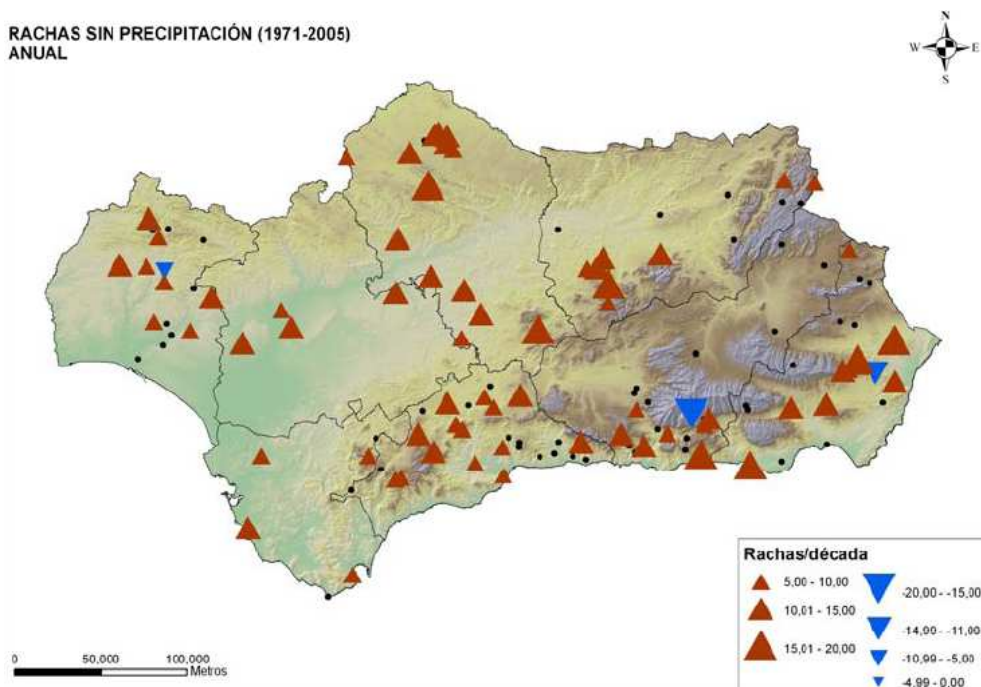 RACHAS SIN PRECIPITACIÓN (1971-2005)
ANUAL
N
W
E
S
Rachas/década
5,00 - 10,00
10,01 - 15,00
15,01 - 20,00
-20,00 - -15,00
-14,99 - -11,00
-10,99 - -5,00
-4,99 - 0,00
0
50,000
100,000
Metros